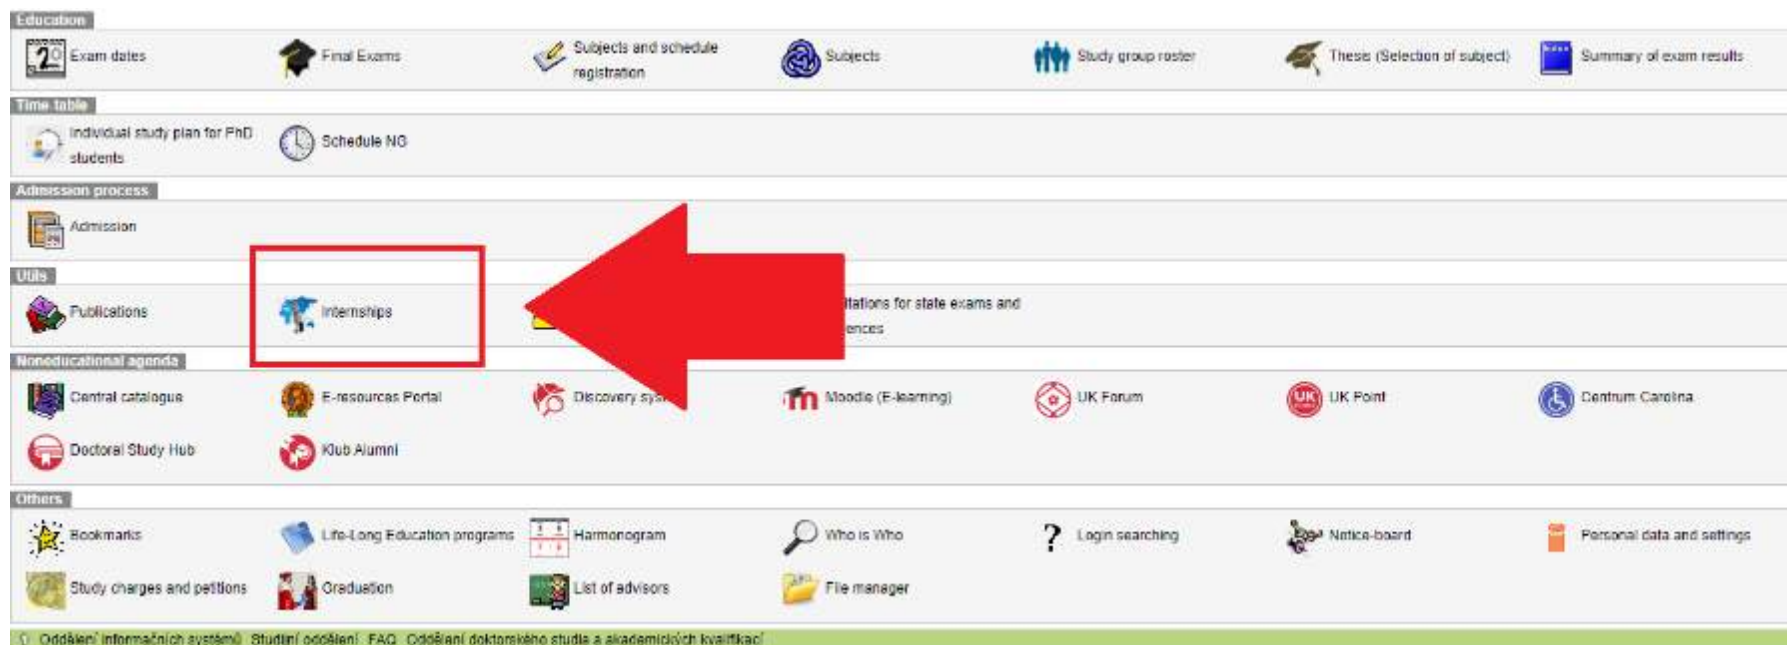 Education
Exam dates
Final Exams
Subjects and schedule
registration
Subjects
Study group roster
Thesis (Selection of subject)
Summary of exam results
Time table
Individual study plan for PhD
students
Schedule NG
Admission process
Admission
Utils
Publications
Internships
itations for state exams and
ences
Noneducational agenda
Central catalogue
E-resources Portal
Discovery sys
Moodle (E-learning)
UK Forum
UK Point
Centrum Carolina
Doctoral Study Hub
Klub Alumni
Others
Bookmarks
Life-Long Education programs
Harmonogram
Who is Who
Login searching
Notice-board
Personal data and settings
Study charges and petitions
Graduation
List of advisors
File manager
Oddělení informačních systémů Studijní oddělení FAQ Oddělení doktorského studia a akademických kvalifikací